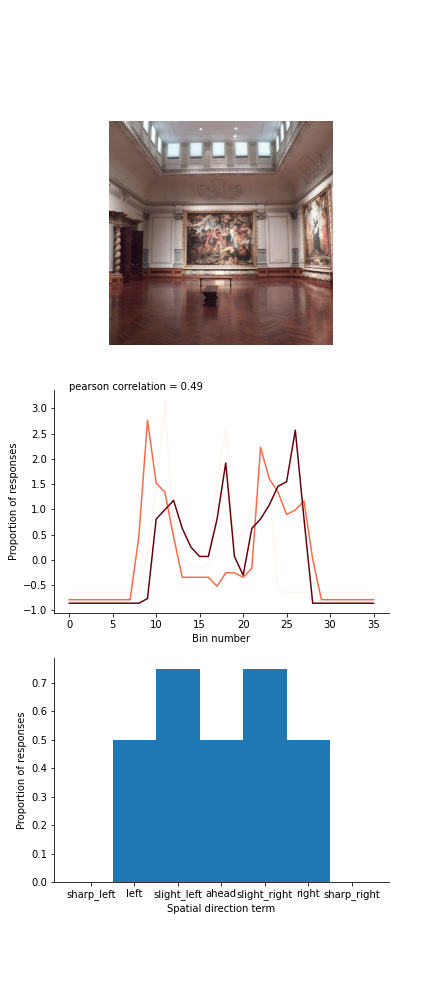 pearson correlation = 0.49
3.0
2.5
2.0
1.5
1.0
0.5
0.0
−0.5
−1.0
Proportion of responses
0 5 10 15 20 25 30 35
Bin number
0.7
0.6
0.5
0.4
0.3
0.2
0.1
0.0
Proportion of responses
sharp_left left slight_left ahead slight_right right sharp_right
Spatial direction term